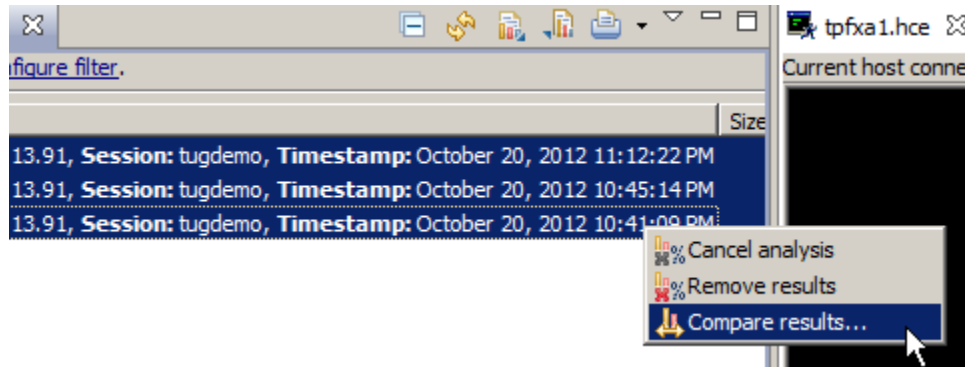 tpfxa1.hce
nfigure filter.
Current host conne
Size
13.91, Session: tugdemo, Timestamp: October 20, 2012 11:12:22 PM
13.91, Session: tugdemo, Timestamp: October 20, 2012 10:45:14 PM
13.91, Session: tugdemo, Timestamp: October 20, 2012 10:41:09 PM
Cancel analysis
Remove results
Compare results...